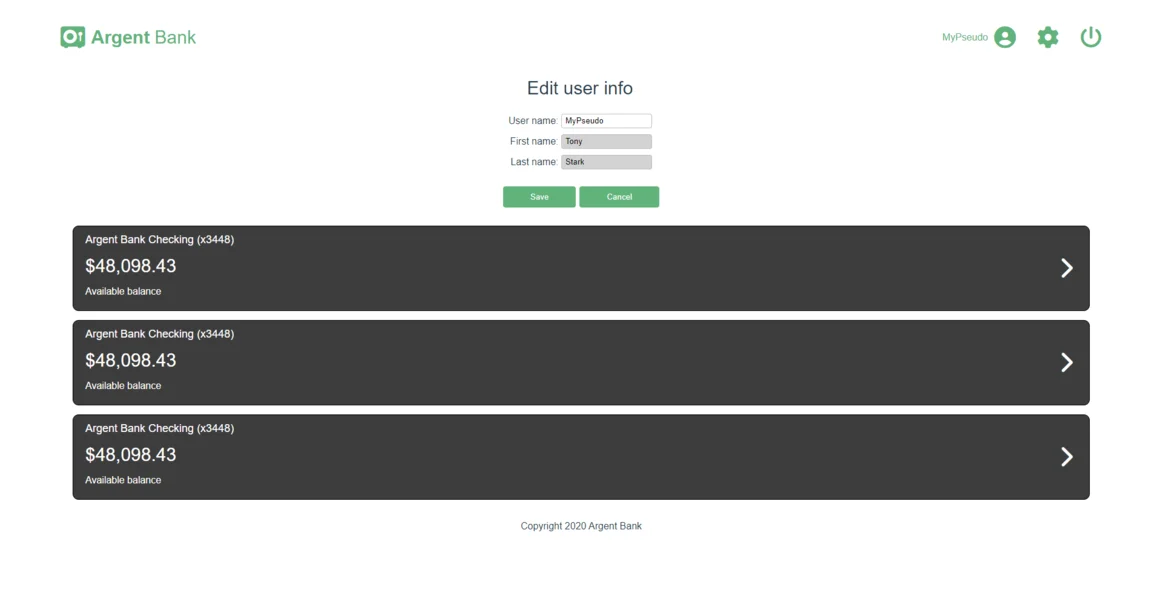 Argent Bank
MyPseudo
Edit user info
User name: MyPseudo
First name: Tony
Last name: Stark
Save Cancel
Argent Bank Checking (x3448)
$48,098.43
Available balance
Argent Bank Checking (x3448)
$48,098.43
Available balance
Argent Bank Checking (x3448)
$48,098.43
Available balance
Copyright 2020 Argent Bank